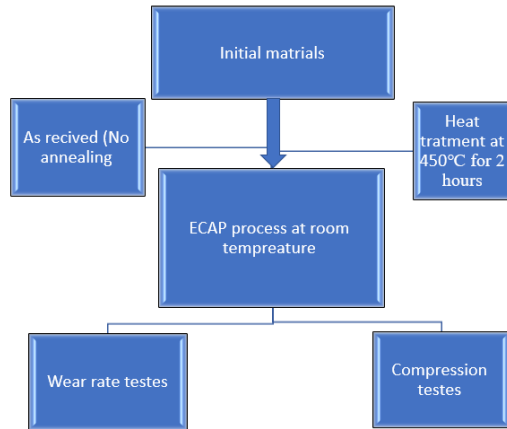 Initial matrials
As recived (No
annealing
Heat
tratment at
450℃ for 2
hours
ECAP process at room
tempreature
Wear rate testes
Compression
testes